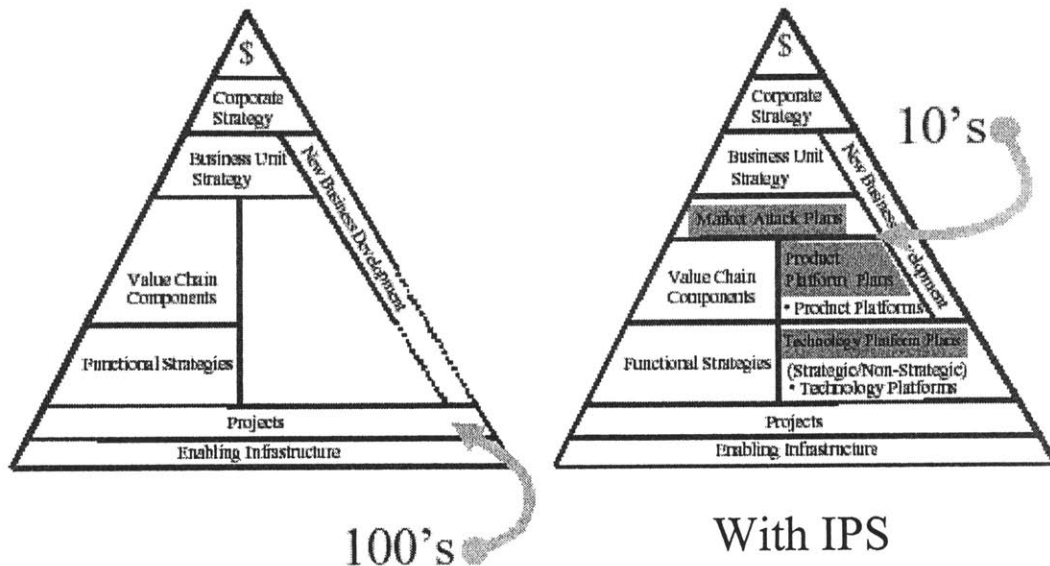 $
Corporate
Strategy
Business Unit
Strategy
New Business Development
Value Chain
Components
Functional Strategies
Projects
Enabling Infrastructure
100's
$
Corporate
Strategy
10's
Business Unit
Strategy
New Business Development
Market Attack Plans
Product
Platform Plans
Value Chain
Components
• Product Platforms
Technology Platform Plans
Functional Strategies
(Strategic/Non-Strategic)
• Technology Platforms
Projects
Enabling Infrastructure
With IPS